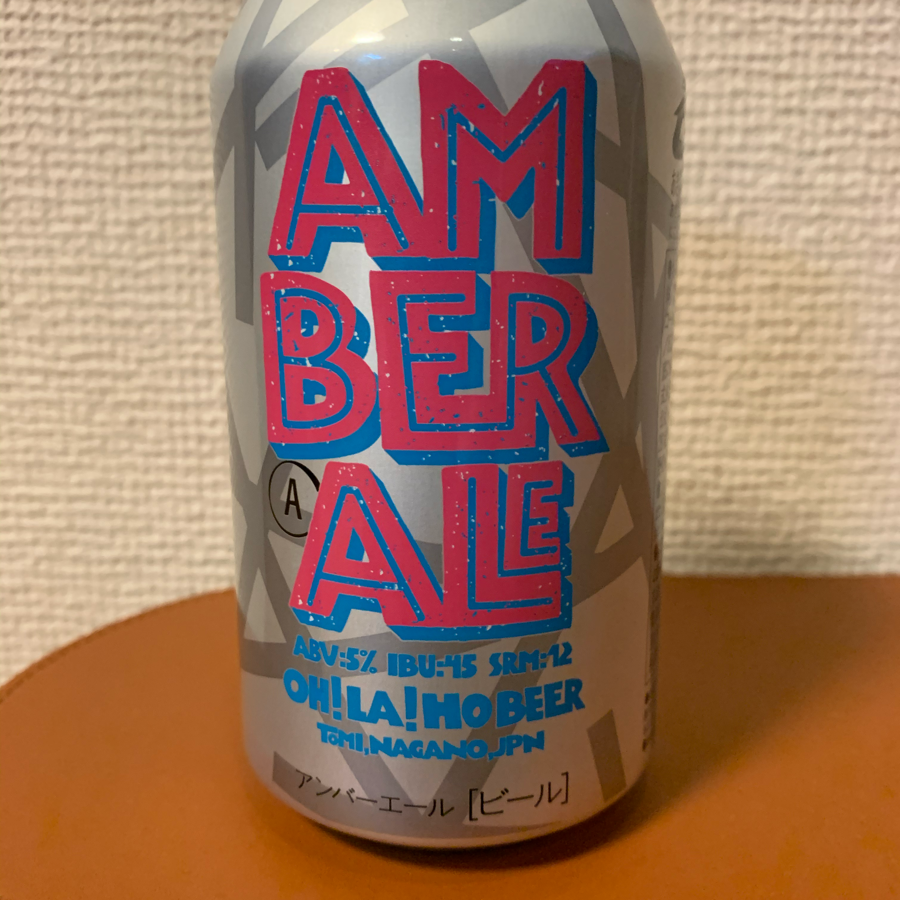 AM
BER
A
ALE
ABV:5% IBU:45 SRM:12
OH!LA!HO BEER
TOMI,NAGANO,JPN
アンバーエール [ビール]